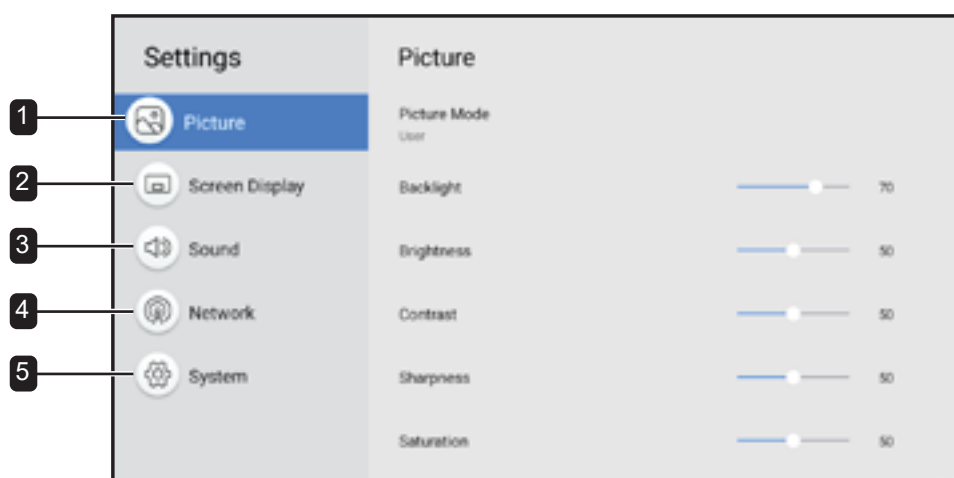 Settings
1 Picture
2 Screen Display
3 Sound
4 Network
5 System
Picture
Picture Mode
User
Backlight 70
Brightness 50
Contrast 50
Sharpness 50
Saturation 50